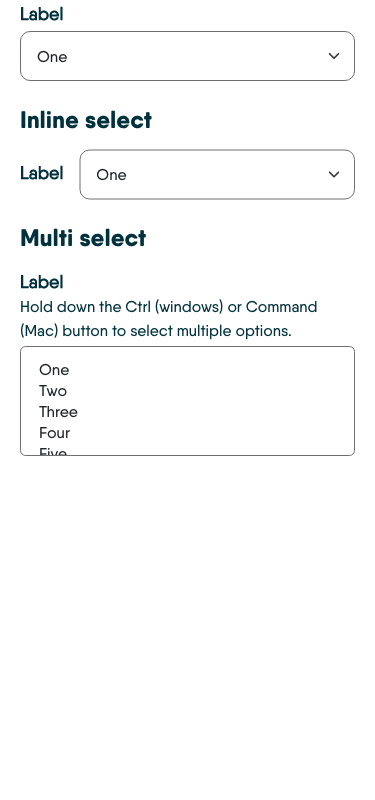 Label
One
Inline select
Label One
Multi select
Label
Hold down the Ctrl (windows) or Command
(Mac) button to select multiple options.
One
Two
Three
Four
Five